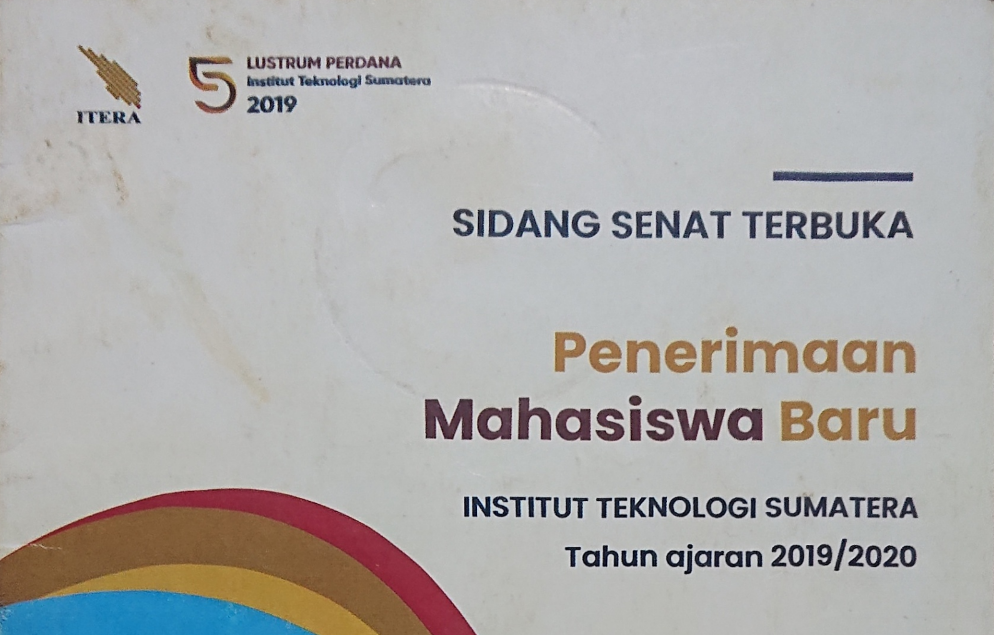 ITERA
5
LUSTRUM PERDANA
Institut Teknologi Sumatera
2019
SIDANG SENAT TERBUKA
Penerimaan
Mahasiswa Baru
INSTITUT TEKNOLOGI SUMATERA
Tahun ajaran 2019/2020